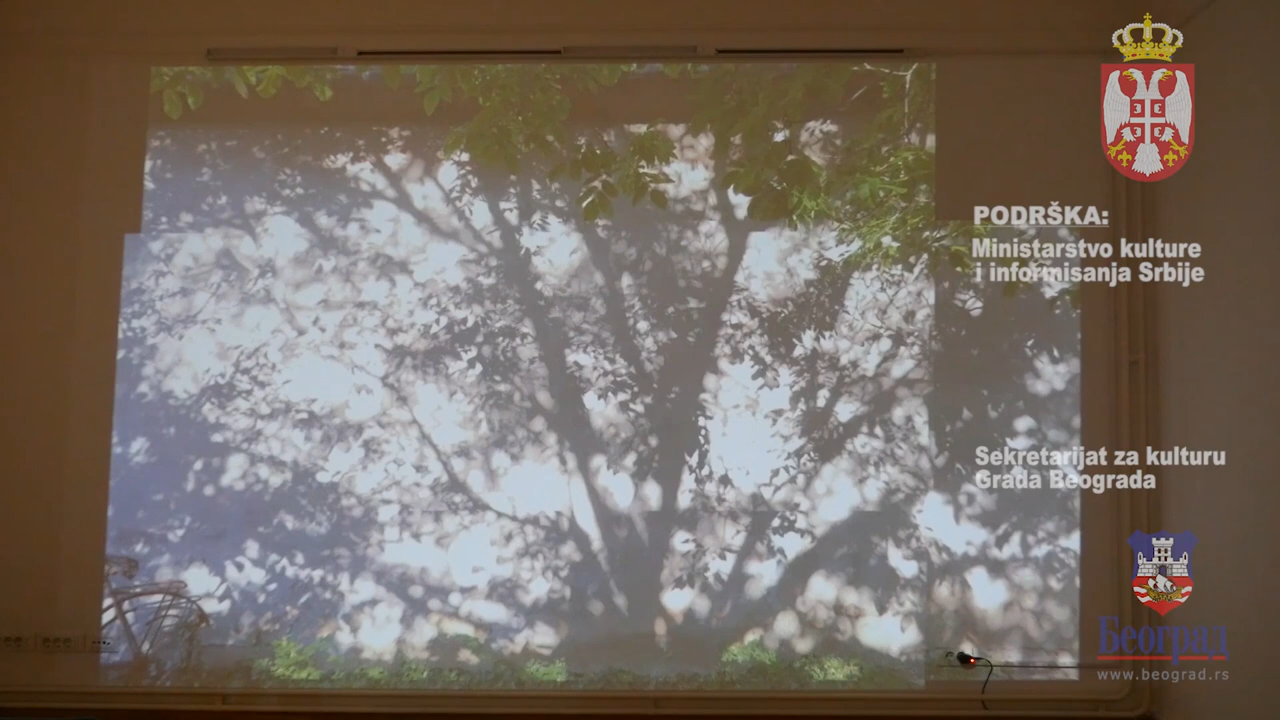 PODRŠKA:
Ministarstvo kulture
i informisanja Srbije
Sekretarijat za kulturu
Grada Beograda
Београд
www.beograd.rs